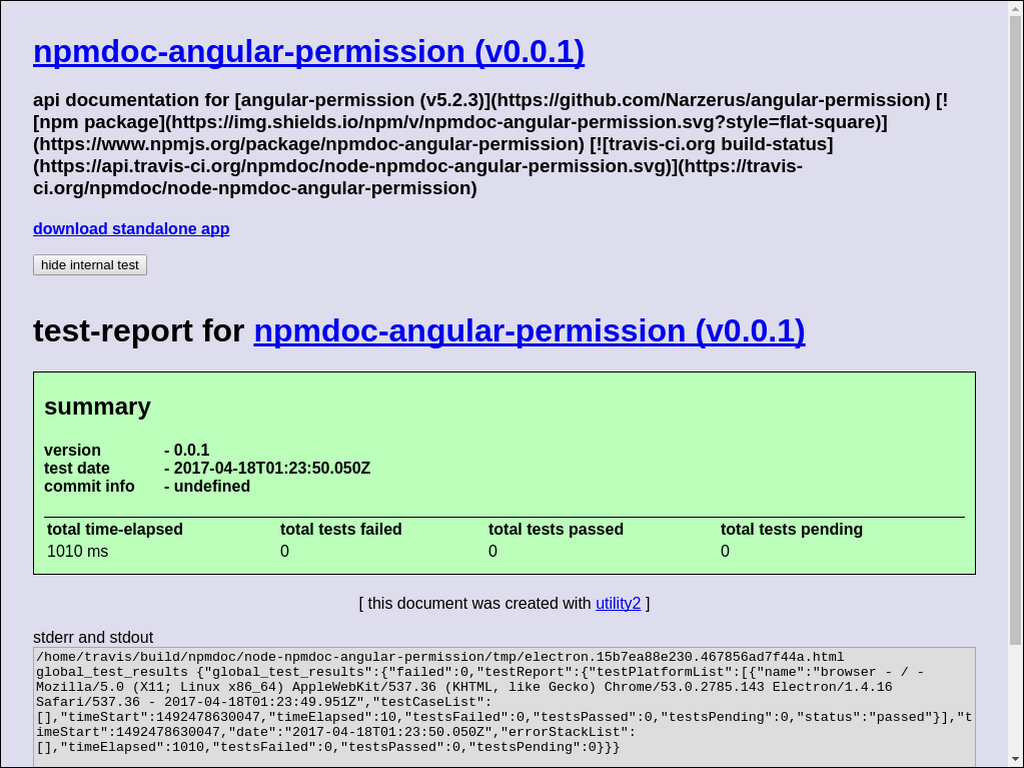 npmdoc-angular-permission (v0.0.1)
api documentation for [angular-permission (v5.2.3)](https://github.com/Narzerus/angular-permission) [!
[npm package](https://img.shields.io/npm/v/npmdoc-angular-permission.svg?style=flat-square)]
(https://www.npmjs.org/package/npmdoc-angular-permission) [![travis-ci.org build-status]
(https://api.travis-ci.org/npmdoc/node-npmdoc-angular-permission.svg)](https://travis-
ci.org/npmdoc/node-npmdoc-angular-permission)
download standalone app
hide internal test
test-report for npmdoc-angular-permission (v0.0.1)
summary
version - 0.0.1
test date - 2017-04-18T01:23:50.050Z
commit info - undefined
total time-elapsed total tests failed total tests passed total tests pending
1010 ms 0 0 0
[ this document was created with utility2 ]
stderr and stdout
/home/travis/build/npmdoc/node-npmdoc-angular-permission/tmp/electron.15b7ea88e230.467856ad7f44a.html
global_test_results {"global_test_results":{"failed":0,"testReport":{"testPlatformList":[{"name":"browser - / -
Mozilla/5.0 (X11; Linux x86_64) AppleWebKit/537.36 (KHTML, like Gecko) Chrome/53.0.2785.143 Electron/1.4.16
Safari/537.36 - 2017-04-18T01:23:49.951Z","testCaseList":
[],"timeStart":1492478630047,"timeElapsed":10,"testsFailed":0,"testsPassed":0,"testsPending":0,"status":"passed"}],"t
imeStart":1492478630047,"date":"2017-04-18T01:23:50.050Z","errorStackList":
[],"timeElapsed":1010,"testsFailed":0,"testsPassed":0,"testsPending":0}}}